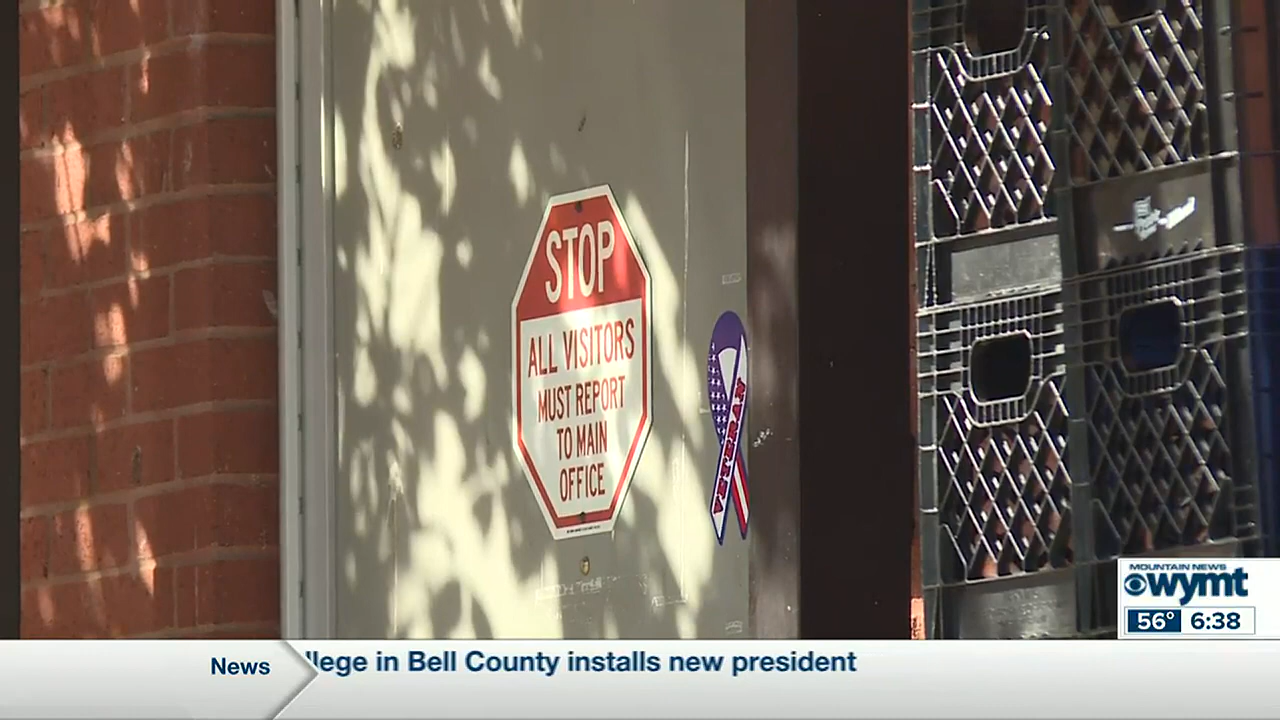 STOP
ALL VISITORS
MUST REPORT
TO MAIN
OFFICE
VETERAN
MOUNTAIN NEWS
wymt
56° 6:38
News
llege in Bell County installs new president